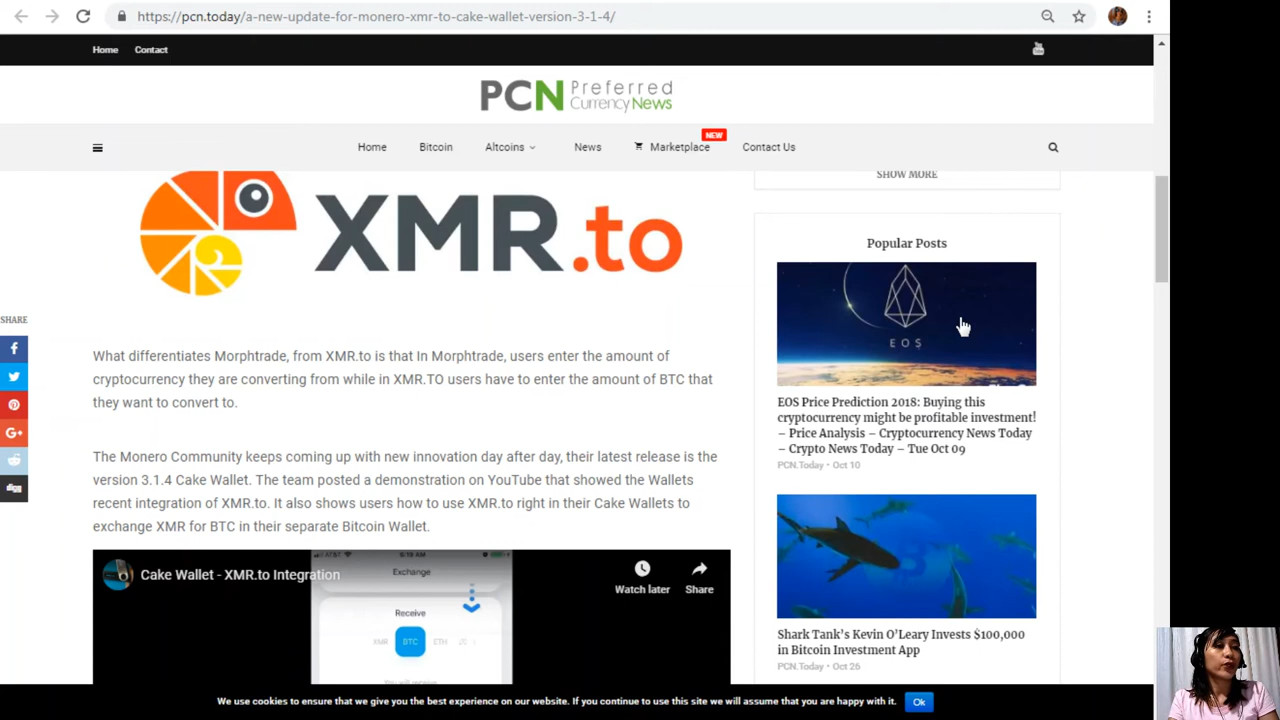 https://pcn.today/a-new-update-for-monero-xmr-to-cake-wallet-version-3-1-4/
Home
Contact
PCN Preferred
CurrencyNews
Home
Bitcoin
Altcoins
News
Marketplace
NEW
Contact Us
XMR.to
SHOW MORE
Popular Posts
EOS
EOS Price Prediction 2018: Buying this
cryptocurrency might be profitable investment!
– Price Analysis – Cryptocurrency News Today
– Crypto News Today – Tue Oct 09
PCN.Today • Oct 10
SHARE
What differentiates Morphtrade, from XMR.to is that In Morphtrade, users enter the amount of
cryptocurrency they are converting from while in XMR.TO users have to enter the amount of BTC that
they want to convert to.
The Monero Community keeps coming up with new innovation day after day, their latest release is the
version 3.1.4 Cake Wallet. The team posted a demonstration on YouTube that showed the Wallets
recent integration of XMR.to. It also shows users how to use XMR.to right in their Cake Wallets to
exchange XMR for BTC in their separate Bitcoin Wallet.
Cake Wallet - XMR.to Integration
AT&T
9:19 AM
Exchange
Receive
XMR
BTC
ETH
Watch later
Share
Shark Tank's Kevin O'Leary Invests $100,000
in Bitcoin Investment App
PCN.Today • Oct 26
We use cookies to ensure that we give you the best experience on our website. If you continue to use this site we will assume that you are happy with it.
Ok